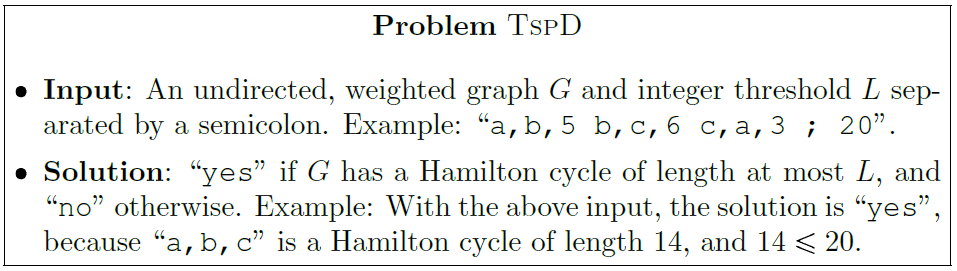 Problem TSPD
• Input: An undirected, weighted graph G and integer threshold L sep-
arated by a semicolon. Example: “a,b,5 b,c,6 c,a,3 ; 20”.
• Solution: “yes” if G has a Hamilton cycle of length at most L, and
“no” otherwise. Example: With the above input, the solution is “yes”,
because “a,b,c” is a Hamilton cycle of length 14, and 14 ⩽ 20.